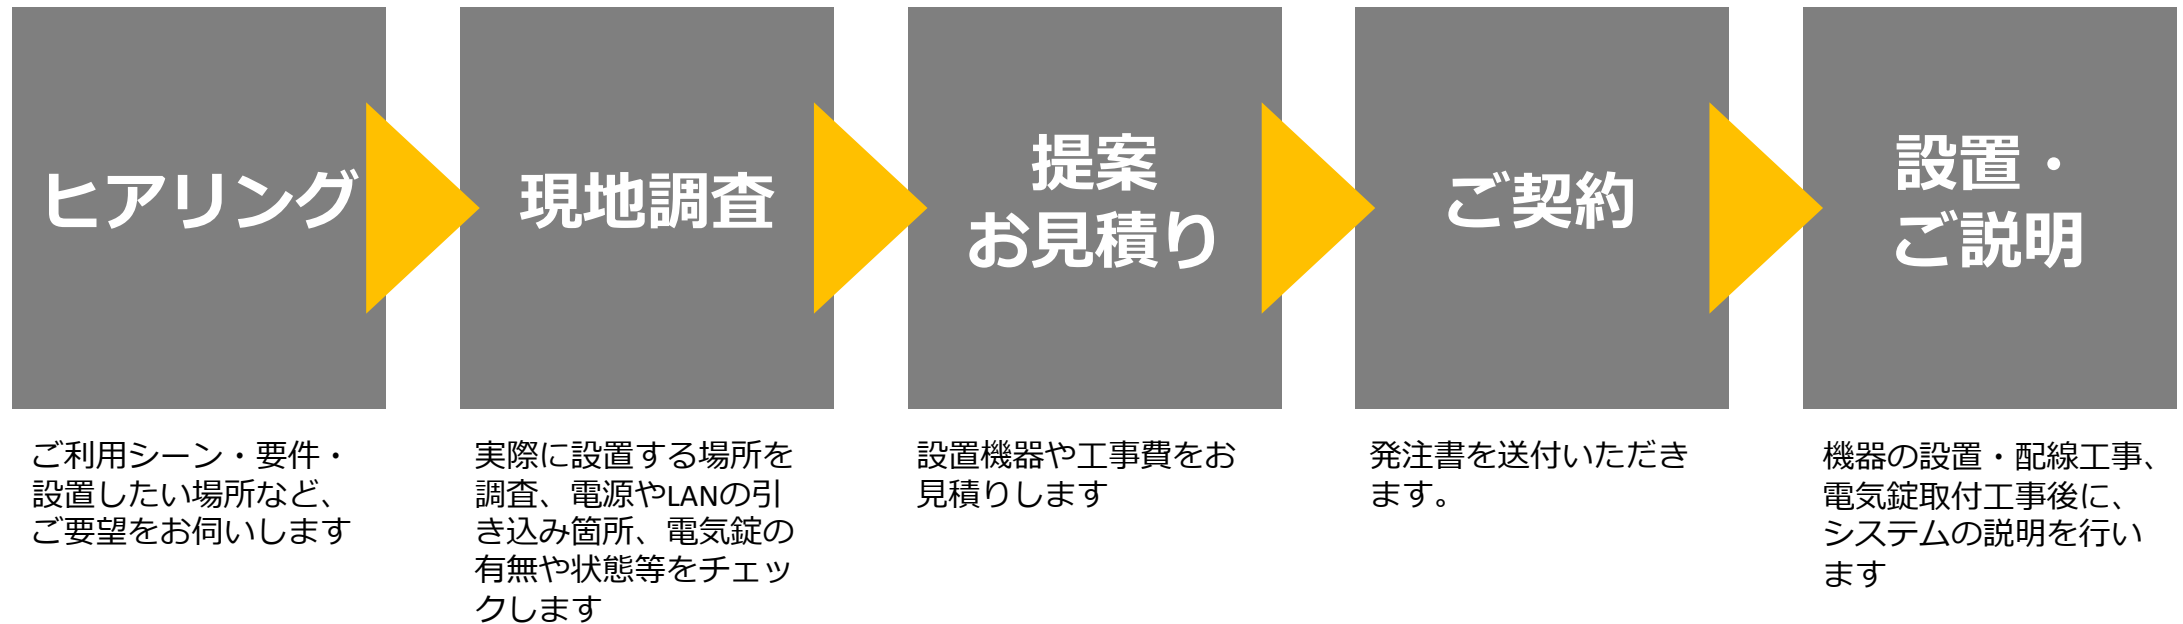 ヒアリング
現地調査
提案
お見積り
ご契約
設置・
ご説明
ご利用シーン・要件・
設置したい場所など、
ご要望をお伺いします
実際に設置する場所を
調査、電源やLANの引
き込み箇所、電気錠の
有無や状態等をチェッ
クします
設置機器や工事費をお
見積りします
発注書を送付いただき
ます。
機器の設置・配線工事、
電気錠取付工事後に、
システムの説明を行い
ます